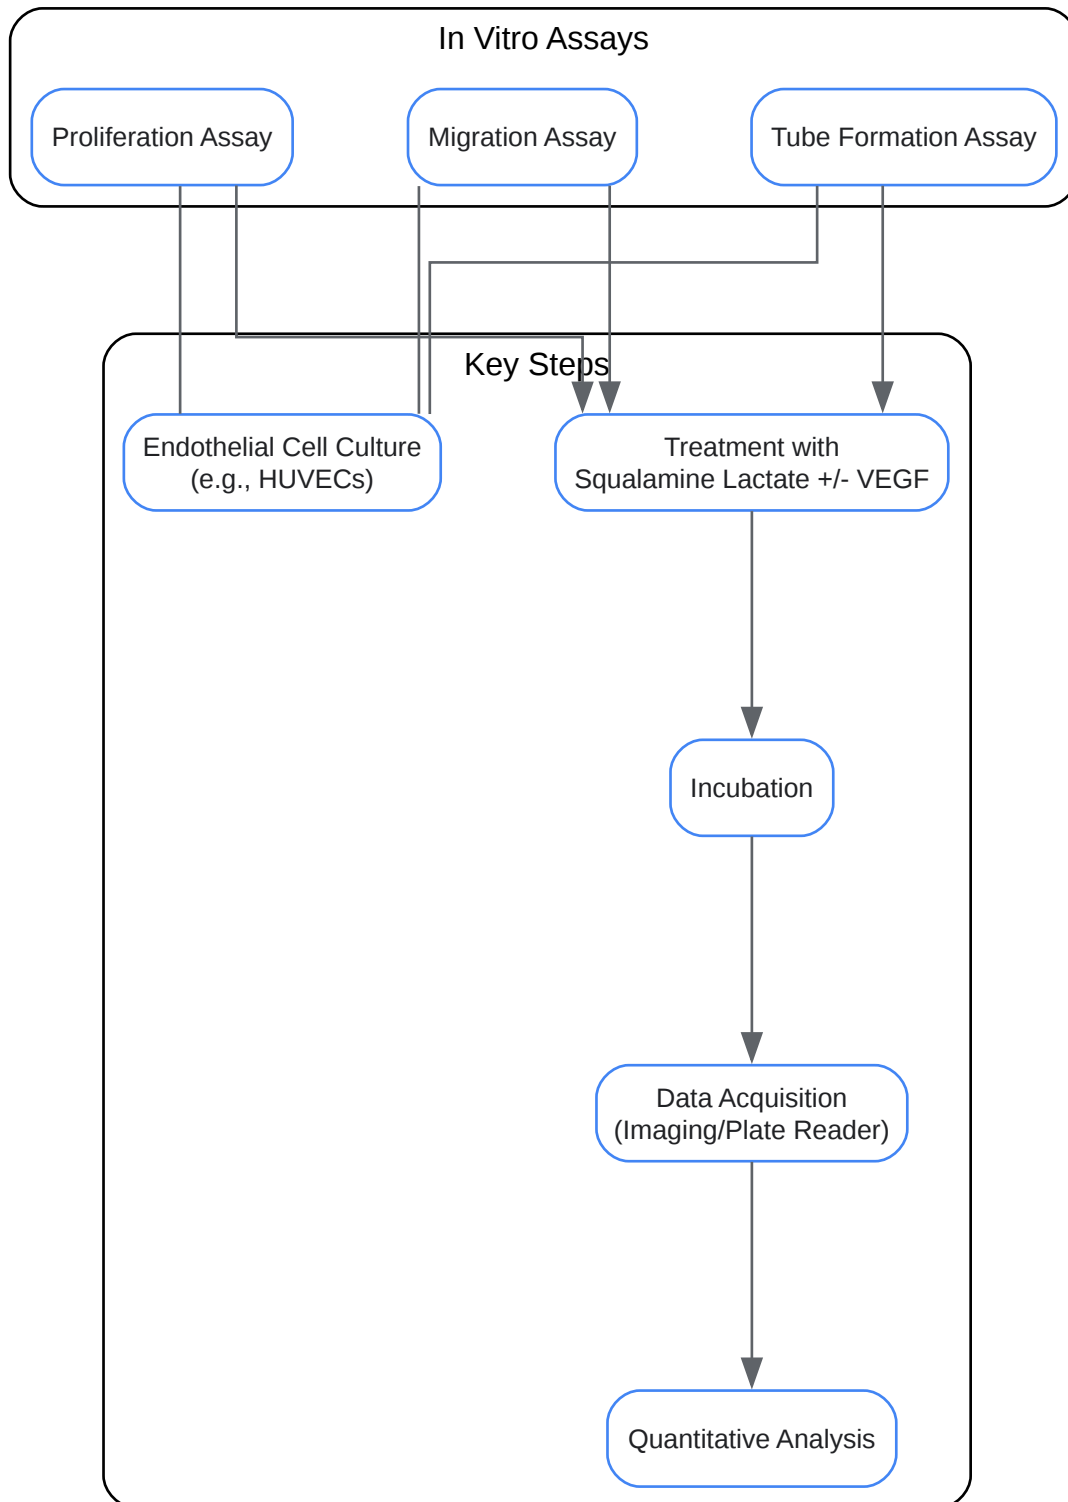 In Vitro Assays
Proliferation Assay
Migration Assay
Tube Formation Assay
Key Steps
Endothelial Cell Culture
(e.g., HUVECs)
Treatment with
Squalamine Lactate +/- VEGF
Incubation
Data Acquisition
(Imaging/Plate Reader)
Quantitative Analysis